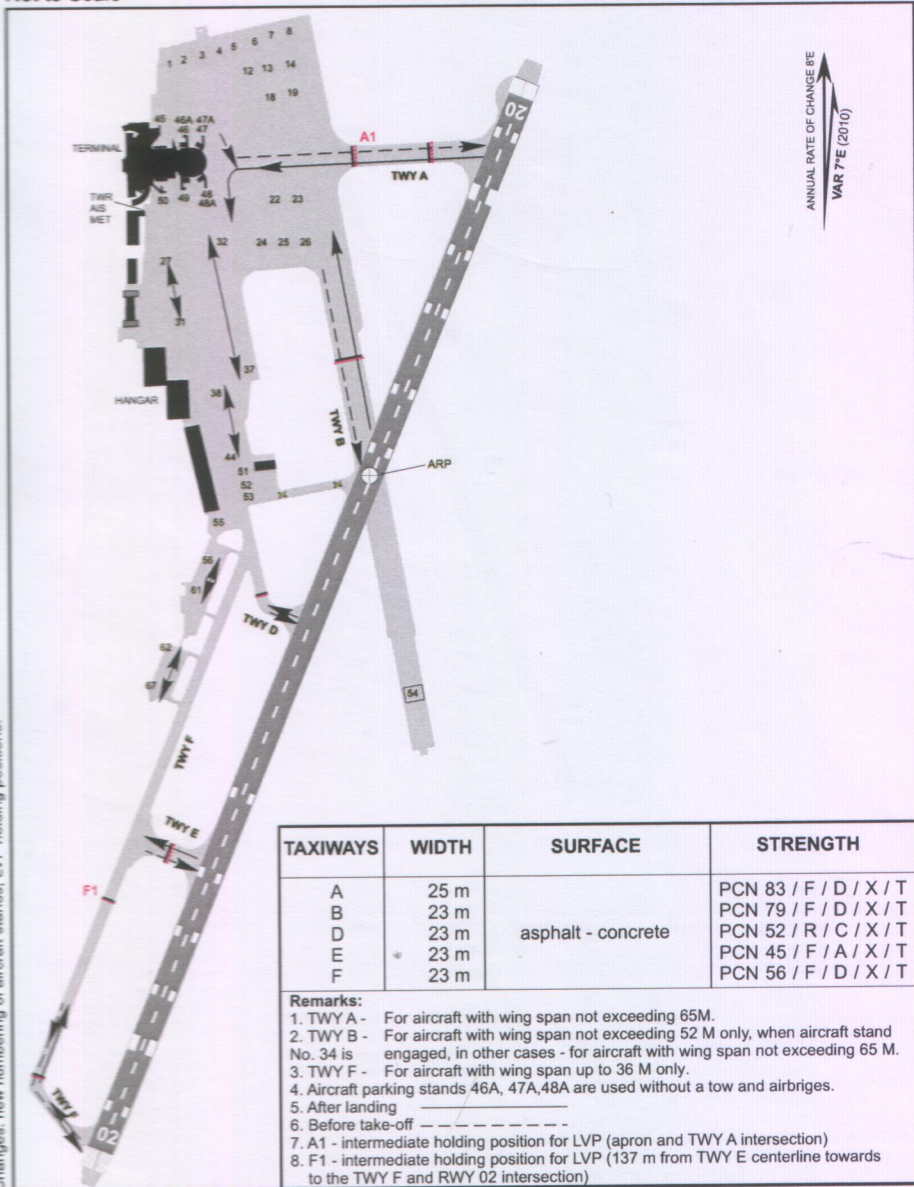 1 2 3 4 5 6 7 8
12 13 14
18 19
20
45 46A 47A
46 47
A1
TERMINAL
TWY A
TWR
AIS
MET
50 49 48
48A
22 23
32 24 25 26
27
31
37
38
HANGAR
TWY B
44
51
52
53
ARP
55
56
61
TWY D
62
67
54
TWY F
TWY E
F1
TWY F
02
ANNUAL RATE OF CHANGE 8'E
VAR 7°E (2010)
TAXIWAYS WIDTH SURFACE STRENGTH
A 25 m PCN 83 / F / D / X / T
B 23 m PCN 79 / F / D / X / T
D 23 m asphalt - concrete PCN 52 / R / C / X / T
E 23 m PCN 45 / F / A / X / T
F 23 m PCN 56 / F / D / X / T
Remarks:
1. TWY A - For aircraft with wing span not exceeding 65M.
2. TWY B - For aircraft with wing span not exceeding 52 M only, when aircraft stand
No. 34 is engaged, in other cases - for aircraft with wing span not exceeding 65 M.
3. TWY F - For aircraft with wing span up to 36 M only.
4. Aircraft parking stands 46A, 47A,48A are used without a tow and airbriges.
5. After landing
6. Before take-off
7. A1 - intermediate holding position for LVP (apron and TWY A intersection)
8. F1 - intermediate holding position for LVP (137 m from TWY E centerline towards
to the TWY F and RWY 02 intersection)